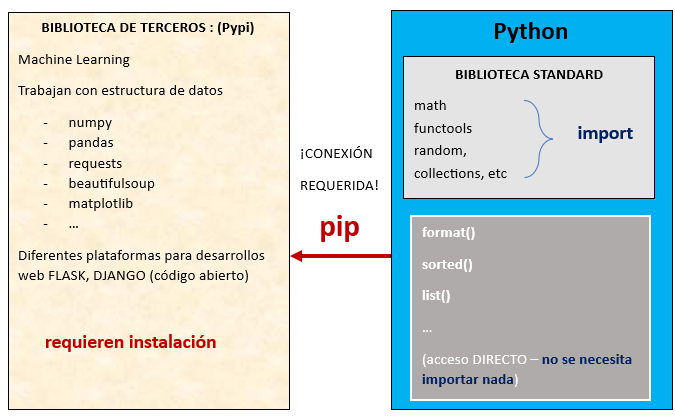 BIBLIOTECA DE TERCEROS : (Pypi)
Machine Learning
Trabajan con estructura de datos
- numpy
- pandas
- requests
- beautifulsoup
- matplotlib
- ...
Diferentes plataformas para desarrollos
web FLASK, DJANGO (código abierto)
requieren instalación
¡CONEXIÓN
REQUERIDA!
pip
Python
BIBLIOTECA STANDARD
math
functools
random,
collections, etc
import
format()
sorted()
list()
...
(acceso DIRECTO – no se necesita
importar nada)